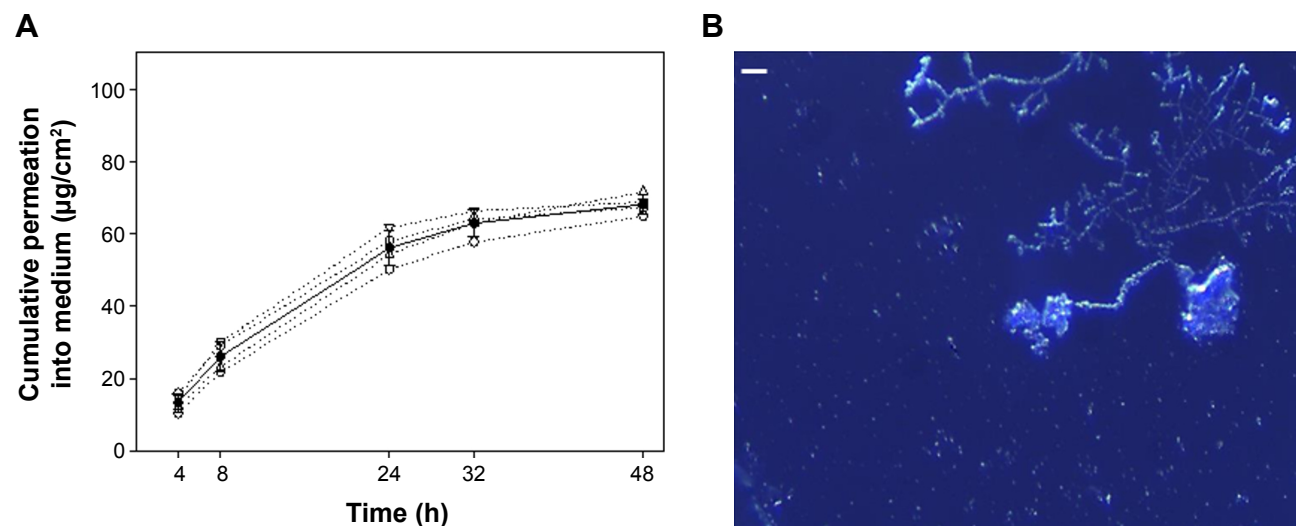 A
B
Cumulative permeation
into medium (µg/cm²)
100
80
60
40
20
0
4 8 24 32 48
Time (h)